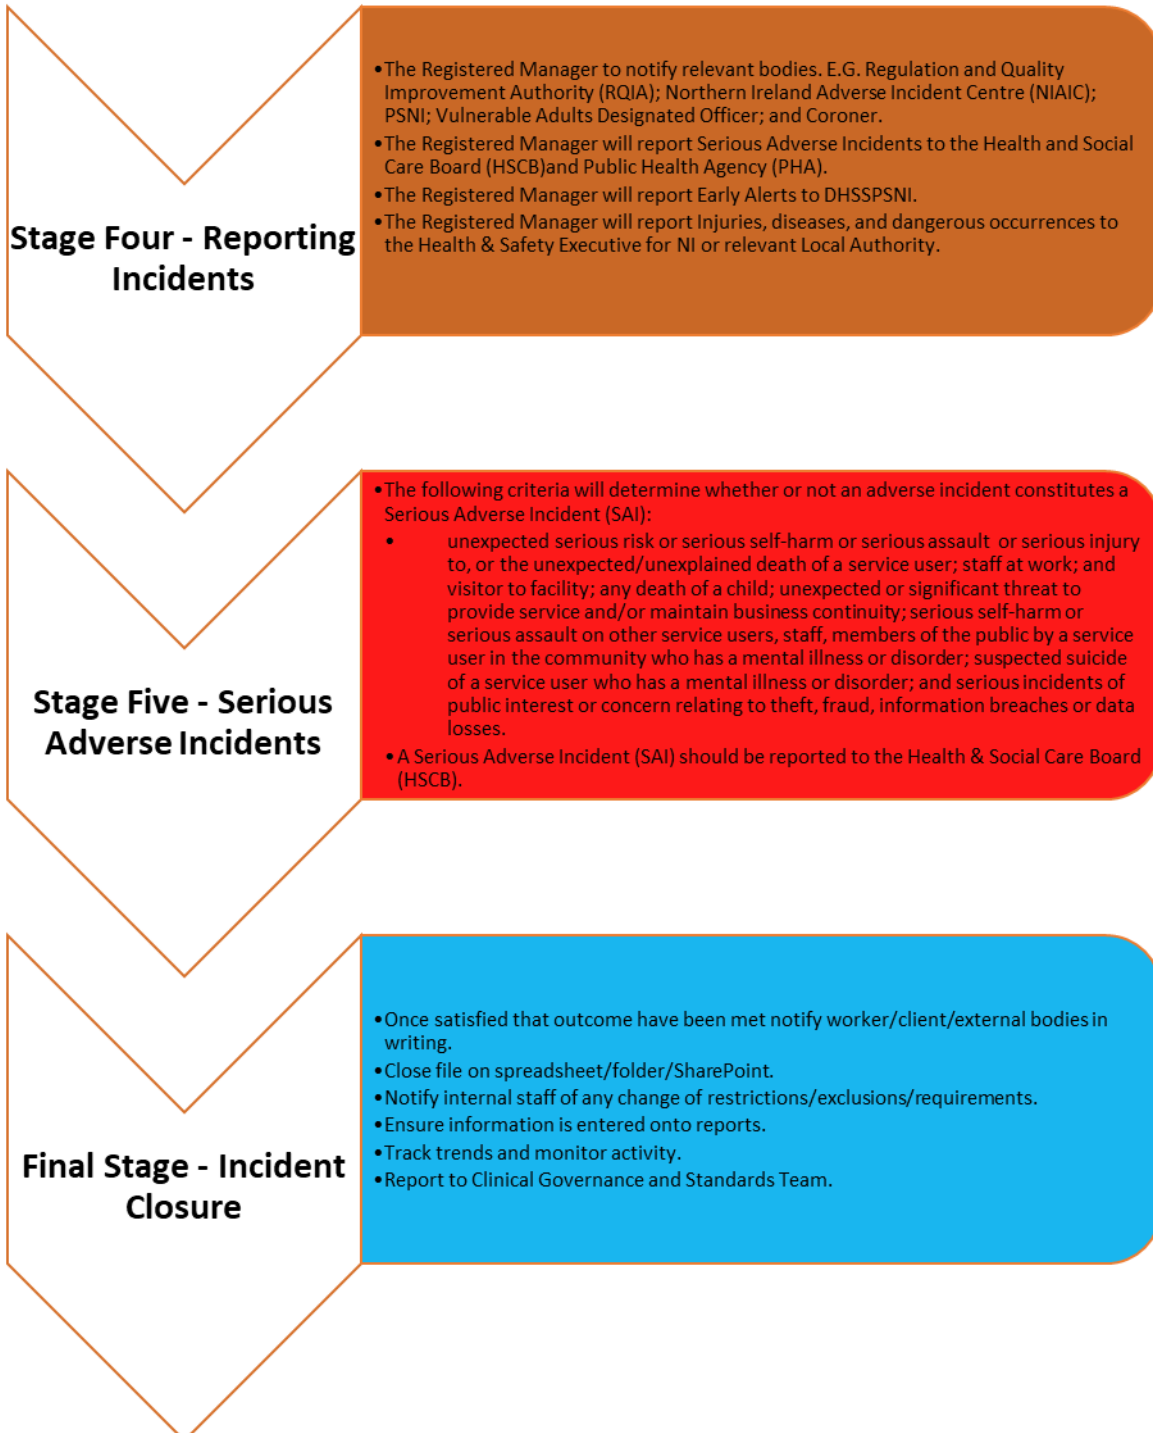 Stage Four - Reporting
Incidents
•The Registered Manager to notify relevant bodies. E.G. Regulation and Quality
Improvement Authority (RQIA); Northern Ireland Adverse Incident Centre (NIAIC);
PSNI; Vulnerable Adults Designated Officer; and Coroner.
•The Registered Manager will report Serious Adverse Incidents to the Health and Social
Care Board (HSCB)and Public Health Agency (PHA).
•The Registered Manager will report Early Alerts to DHSSPSNI.
•The Registered Manager will report Injuries, diseases, and dangerous occurrences to
the Health & Safety Executive for NI or relevant Local Authority.
Stage Five - Serious
Adverse Incidents
•The following criteria will determine whether or not an adverse incident constitutes a
Serious Adverse Incident (SAI):
• unexpected serious risk or serious self-harm or serious assault or serious injury
to, or the unexpected/unexplained death of a service user; staff at work; and
visitor to facility; any death of a child; unexpected or significant threat to
provide service and/or maintain business continuity; serious self-harm or
serious assault on other service users, staff, members of the public by a service
user in the community who has a mental illness or disorder; suspected suicide
of a service user who has a mental illness or disorder; and serious incidents of
public interest or concern relating to theft, fraud, information breaches or data
losses.
•A Serious Adverse Incident (SAI) should be reported to the Health & Social Care Board
(HSCB).
Final Stage - Incident
Closure
•Once satisfied that outcome have been met notify worker/client/external bodies in
writing.
•Close file on spreadsheet/folder/SharePoint.
•Notify internal staff of any change of restrictions/exclusions/requirements.
•Ensure information is entered onto reports.
•Track trends and monitor activity.
•Report to Clinical Governance and Standards Team.